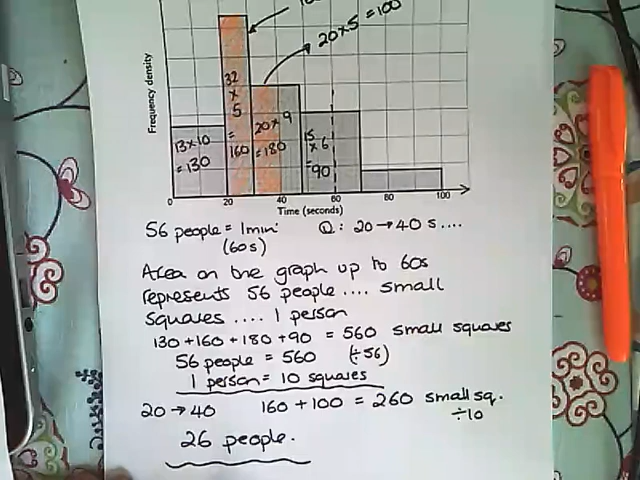 20×5 = 100
Frequency density
32
×
5
=
160
13×10
= 130
20×9
= 180
15
×6
=
90
0 20 40 60 80 100
Time (seconds)
56 people = 1min
(60s)
Q: 20 → 40 s....
Area on the graph up to 60s
represents 56 people .... small
squares .... 1 person
130 + 160 + 180 + 90 = 560 small squares
56 people = 560 (÷56)
1 person = 10 squares
20 → 40 160 + 100 = 260 small sq.
÷10
26 people.